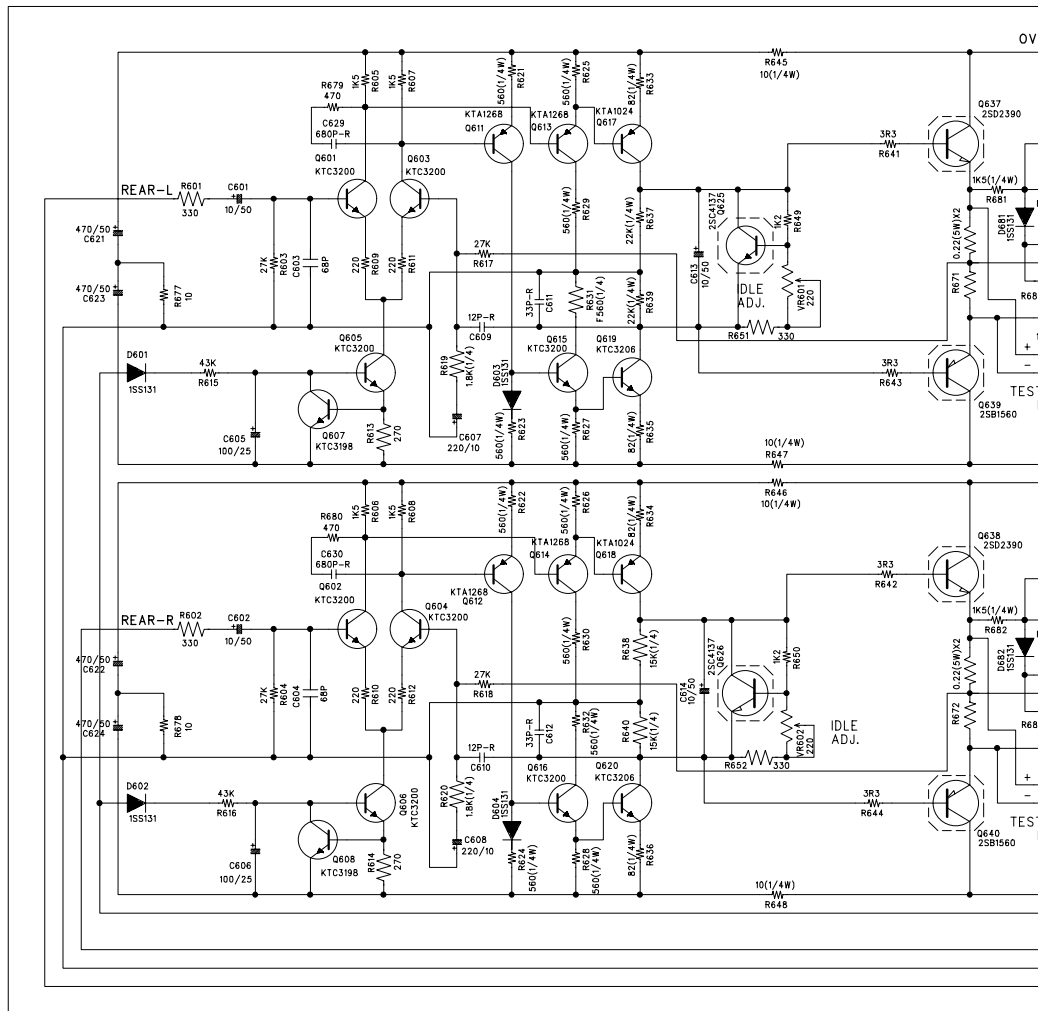 OV
R645
10(1/4W)
R679
470
1K5
R605
1K5
R607
560(1/4W)
R621
560(1/4W)
R625
82(1/4W)
R633
C629
680P-R
KTA1268
Q611
KTA1268
Q613
KTA1024
Q617
Q637
2SD2390
3R3
R641
Q601
KTC3200
Q603
KTC3200
REAR-L
R601
330
C601
10/50
1K5(1/4W)
R681
D681
1SS131
560(1/4W)
R629
22K(1/4W)
R637
2SC4137
Q625
1K2
R649
470/50
C621
27K
R603
C603
68P
220
R609
220
R611
27K
R617
C613
10/50
0.22(5W)X2
R671
R68
470/50
C623
R677
10
33P-R
C611
R631
F560(1/4)
22K(1/4W)
R639
IDLE
ADJ.
VR601
220
12P-R
C609
R651
330
Q605
KTC3200
R619
1.8K(1/4)
Q615
KTC3200
Q619
KTC3206
D601
1SS131
43K
R615
D603
1SS131
3R3
R643
+
-
TEST
Q639
2SB1560
C605
100/25
Q607
KTC3198
R613
270
C607
220/10
560(1/4W)
R623
560(1/4W)
R627
82(1/4W)
R635
10(1/4W)
R647
R646
10(1/4W)
R680
470
1K5
R606
1K5
R608
560(1/4W)
R622
560(1/4W)
R626
82(1/4W)
R634
C630
680P-R
KTA1268
Q614
KTA1024
Q618
Q638
2SD2390
3R3
R642
Q602
KTC3200
Q604
KTC3200
KTA1268
Q612
REAR-R
R602
330
C602
10/50
1K5(1/4W)
R682
D682
1SS131
560(1/4W)
R630
R638
15K(1/4)
2SC4137
Q626
1K2
R650
470/50
C622
27K
R604
C604
68P
220
R610
220
R612
27K
R618
C614
10/50
0.22(5W)X2
R672
R68
470/50
C624
R678
10
33P-R
C612
R632
560(1/4W)
R640
15K(1/4)
VR602
220
IDLE
ADJ.
12P-R
C610
R652
330
D602
1SS131
43K
R616
Q606
KTC3200
R620
1.8K(1/4)
Q616
KTC3200
Q620
KTC3206
D604
1SS131
3R3
R644
+
-
TEST
Q640
2SB1560
C606
100/25
Q608
KTC3198
R614
270
C608
220/10
R624
560(1/4W)
R628
560(1/4W)
82(1/4W)
R636
10(1/4W)
R648